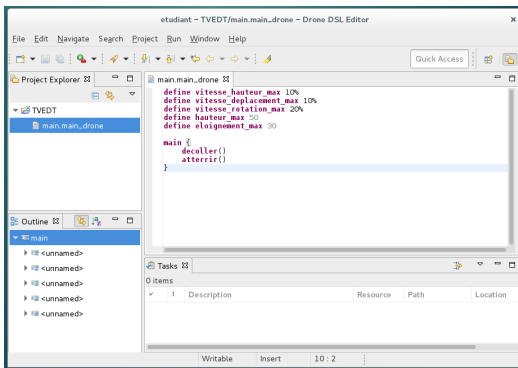 etudiant – TVEDT/main.main_drone – Drone DSL Editor
File Edit Navigate Search Project Run Window Help
Quick Access
Project Explorer
TVEDT
main.main_drone
main.main_drone
define vitesse_hauteur_max 10%
define vitesse_deplacement_max 10%
define vitesse_rotation_max 20%
define hauteur_max 50
define eloignement_max 30
main {
decoller()
atterrir()
}
Outline
main
<unnamed>
<unnamed>
<unnamed>
<unnamed>
<unnamed>
Tasks
0 items
! Description Resource Path Location
Writable Insert 10 : 2